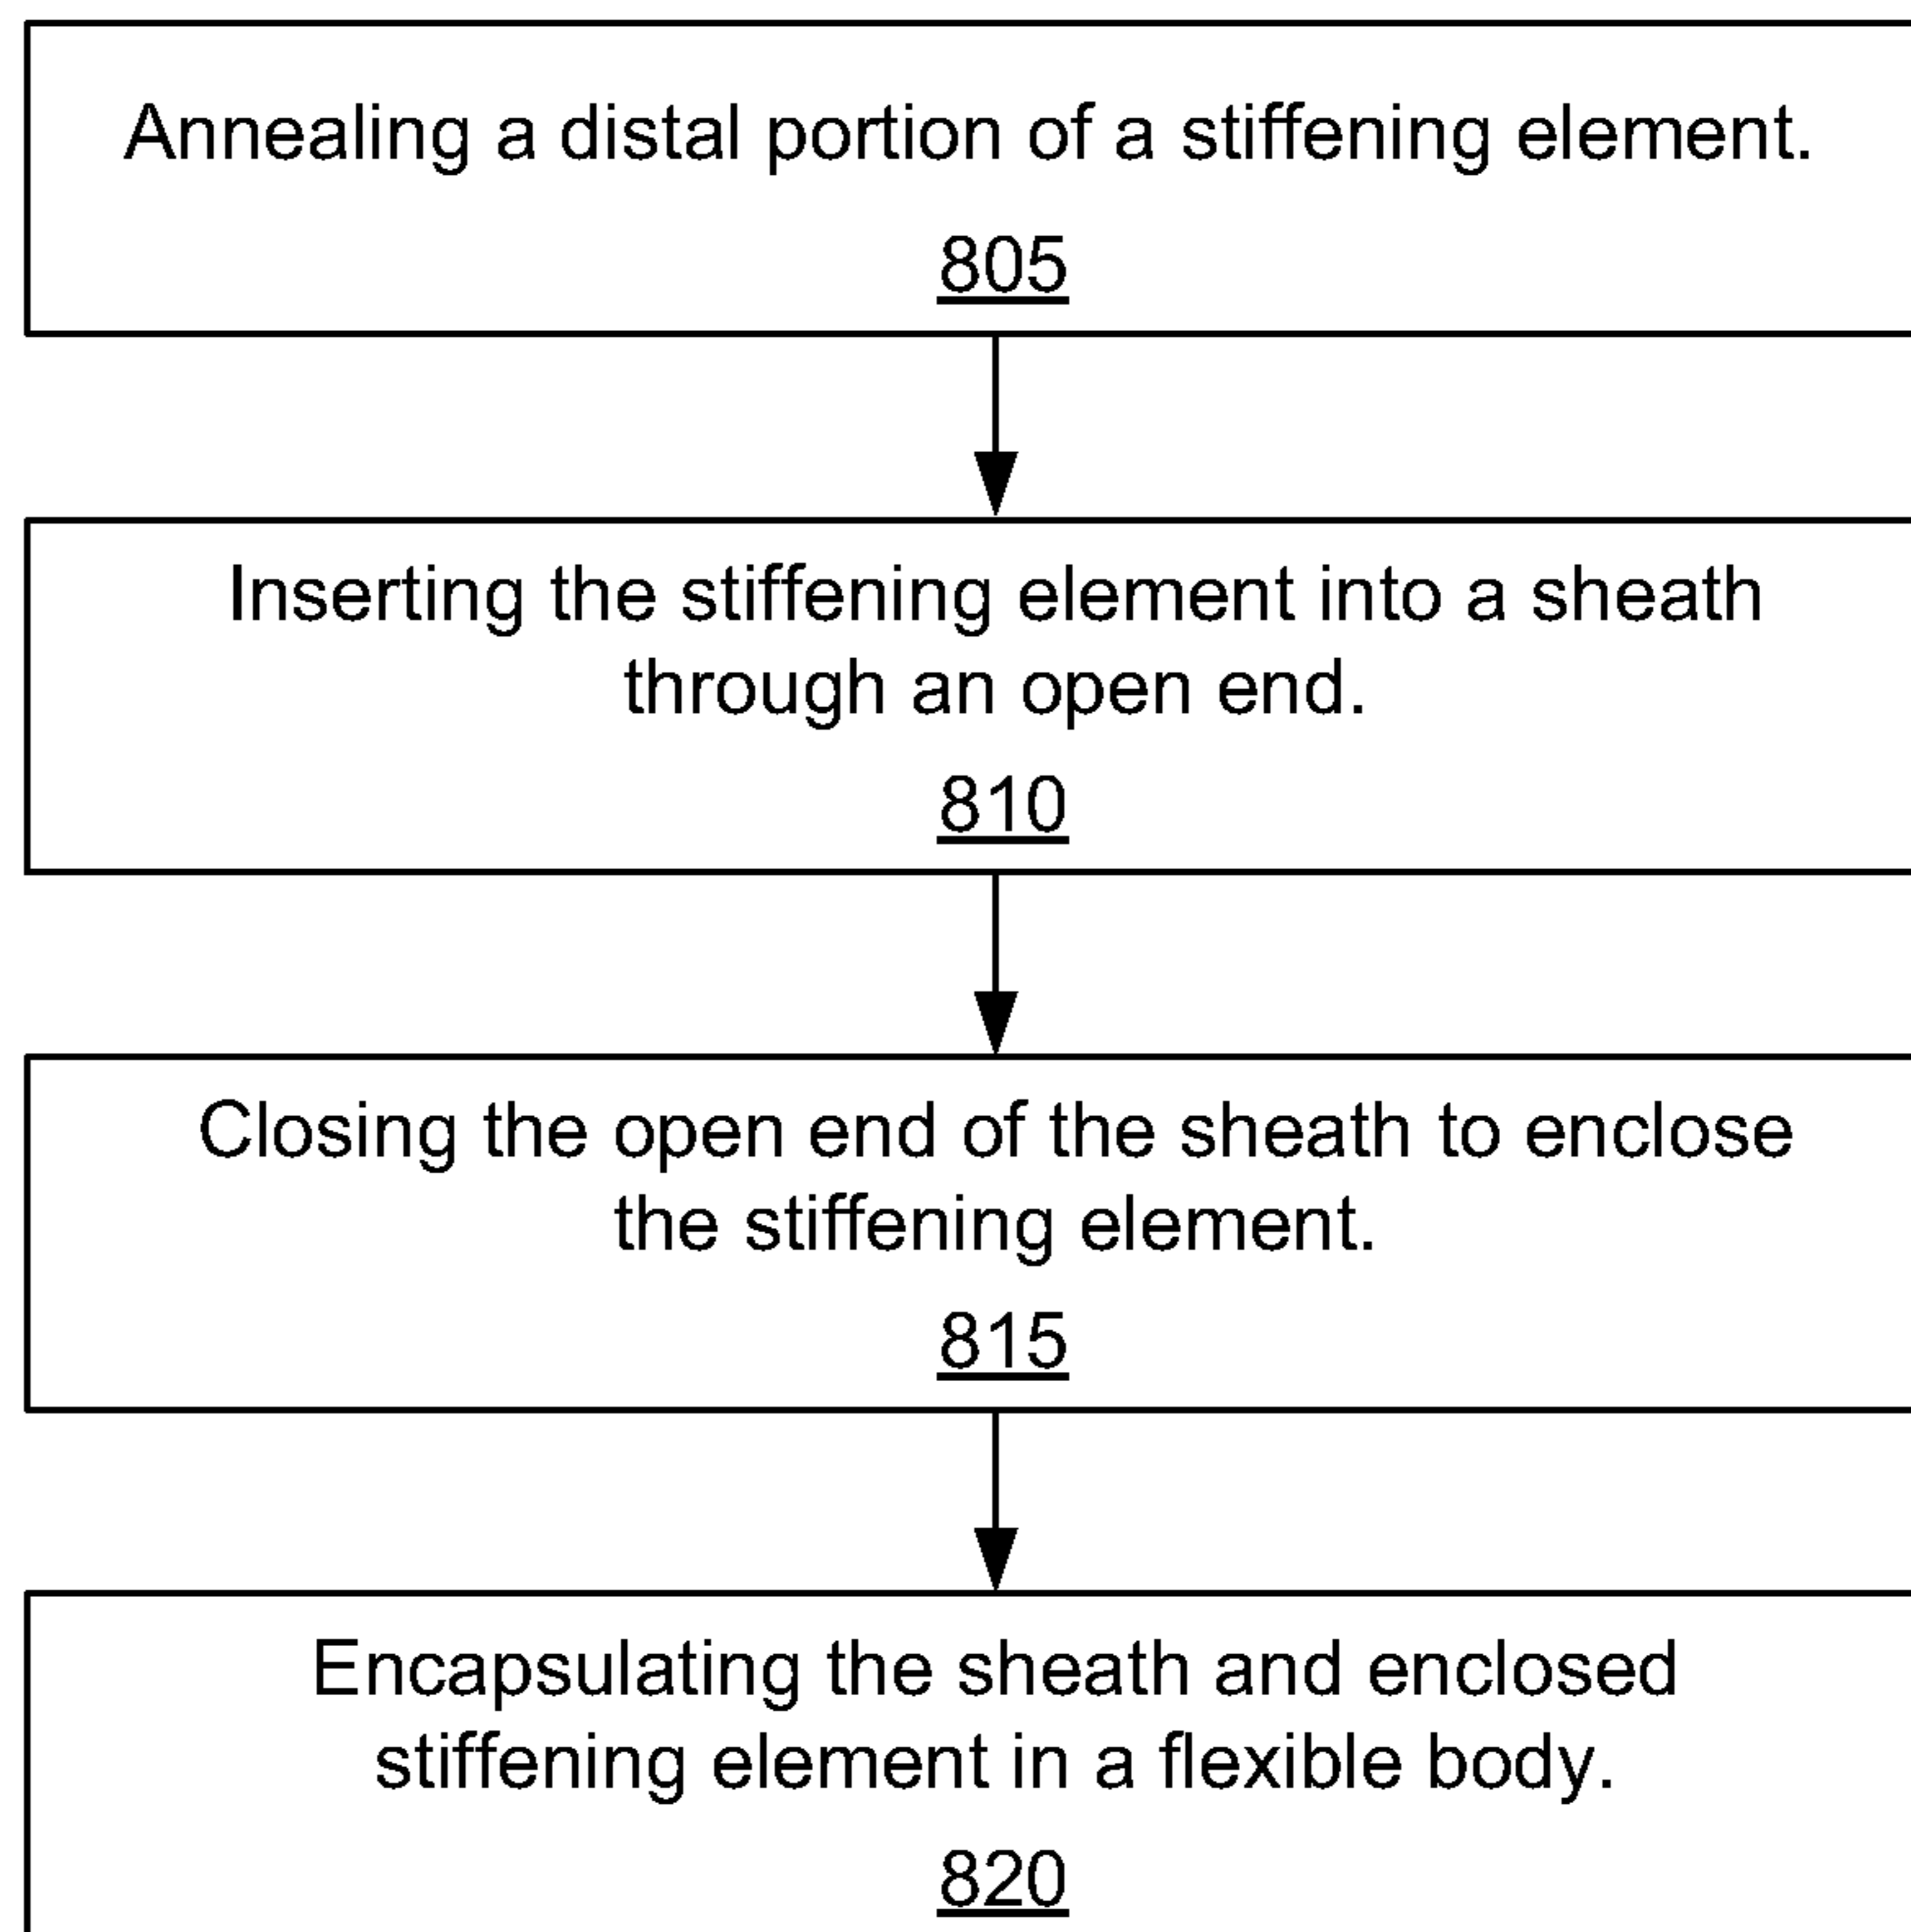 Annealing a distal portion of a stiffening element.
805
Inserting the stiffening element into a sheath
through an open end.
810
Closing the open end of the sheath to enclose
the stiffening element.
815
Encapsulating the sheath and enclosed
stiffening element in a flexible body.
820